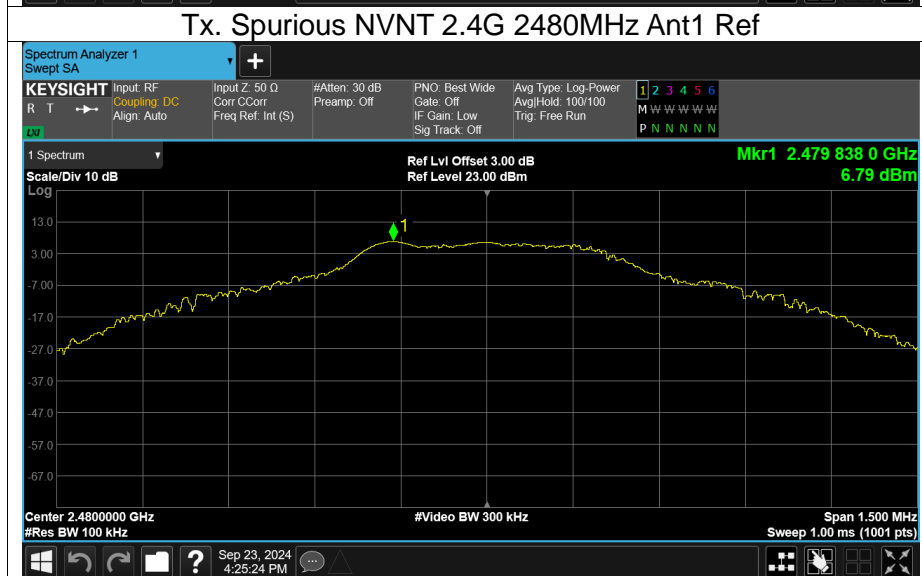 Tx. Spurious NVNT 2.4G 2480MHz Ant1 Ref
Spectrum Analyzer 1
Swept SA
+
KEYSIGHT
R T
LXI
Input: RF
Coupling: DC
Align: Auto
Input Z: 50 Ω
Corr CCorr
Freq Ref: Int (S)
#Atten: 30 dB
Preamp: Off
PNO: Best Wide
Gate: Off
IF Gain: Low
Sig Track: Off
Avg Type: Log-Power
Avg|Hold: 100/100
Trig: Free Run
1 2 3 4 5 6
M W W W W W
P N N N N N
1 Spectrum
Scale/Div 10 dB
Log
Ref Lvl Offset 3.00 dB
Ref Level 23.00 dBm
Mkr1 2.479 838 0 GHz
6.79 dBm
1
13.0
3.00
-7.00
-17.0
-27.0
-37.0
-47.0
-57.0
-67.0
Center 2.4800000 GHz
#Res BW 100 kHz
#Video BW 300 kHz
Span 1.500 MHz
Sweep 1.00 ms (1001 pts)
?
Sep 23, 2024
4:25:24 PM